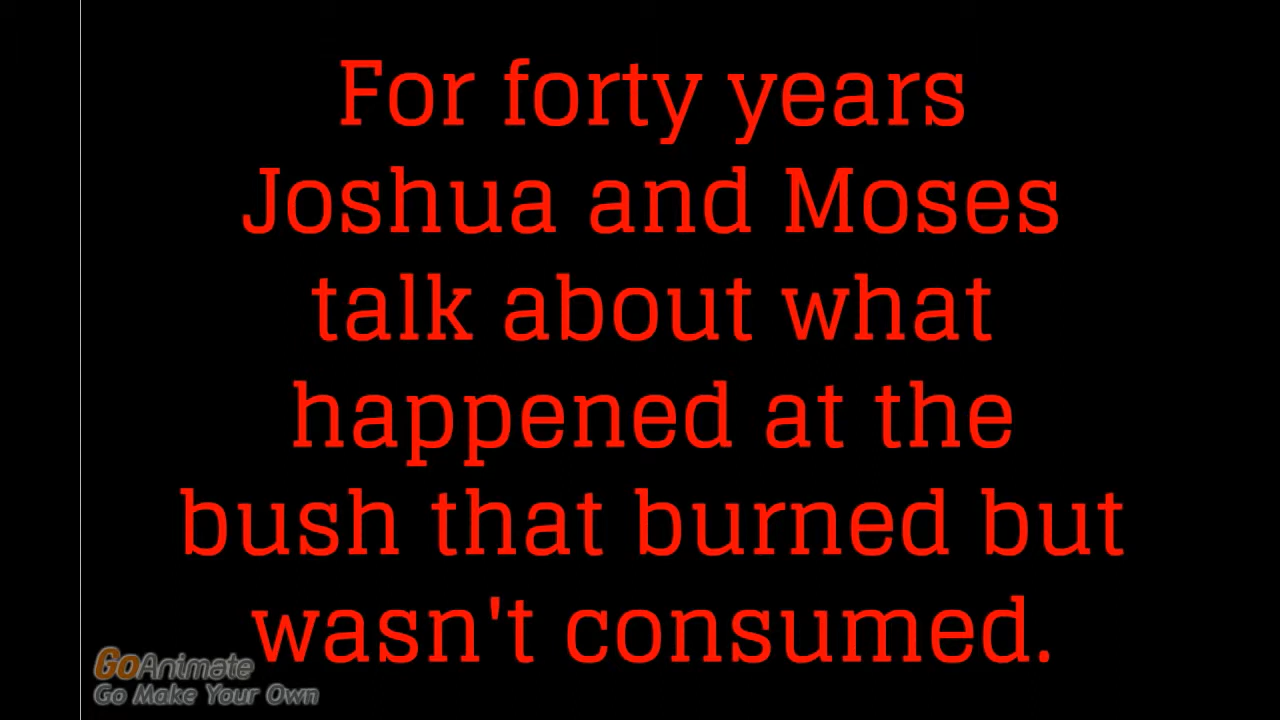 For forty years
Joshua and Moses
talk about what
happened at the
bush that burned but
wasn't consumed.
GoAnimate
Go Make Your Own